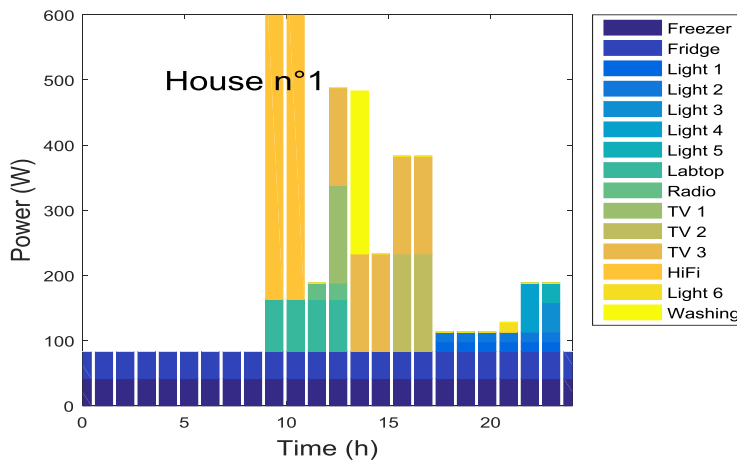 600
500
400
300
200
100
0
Power (W)
House n°1
0 5 10 15 20
Time (h)
Freezer
Fridge
Light 1
Light 2
Light 3
Light 4
Light 5
Labtop
Radio
TV 1
TV 2
TV 3
HiFi
Light 6
Washing